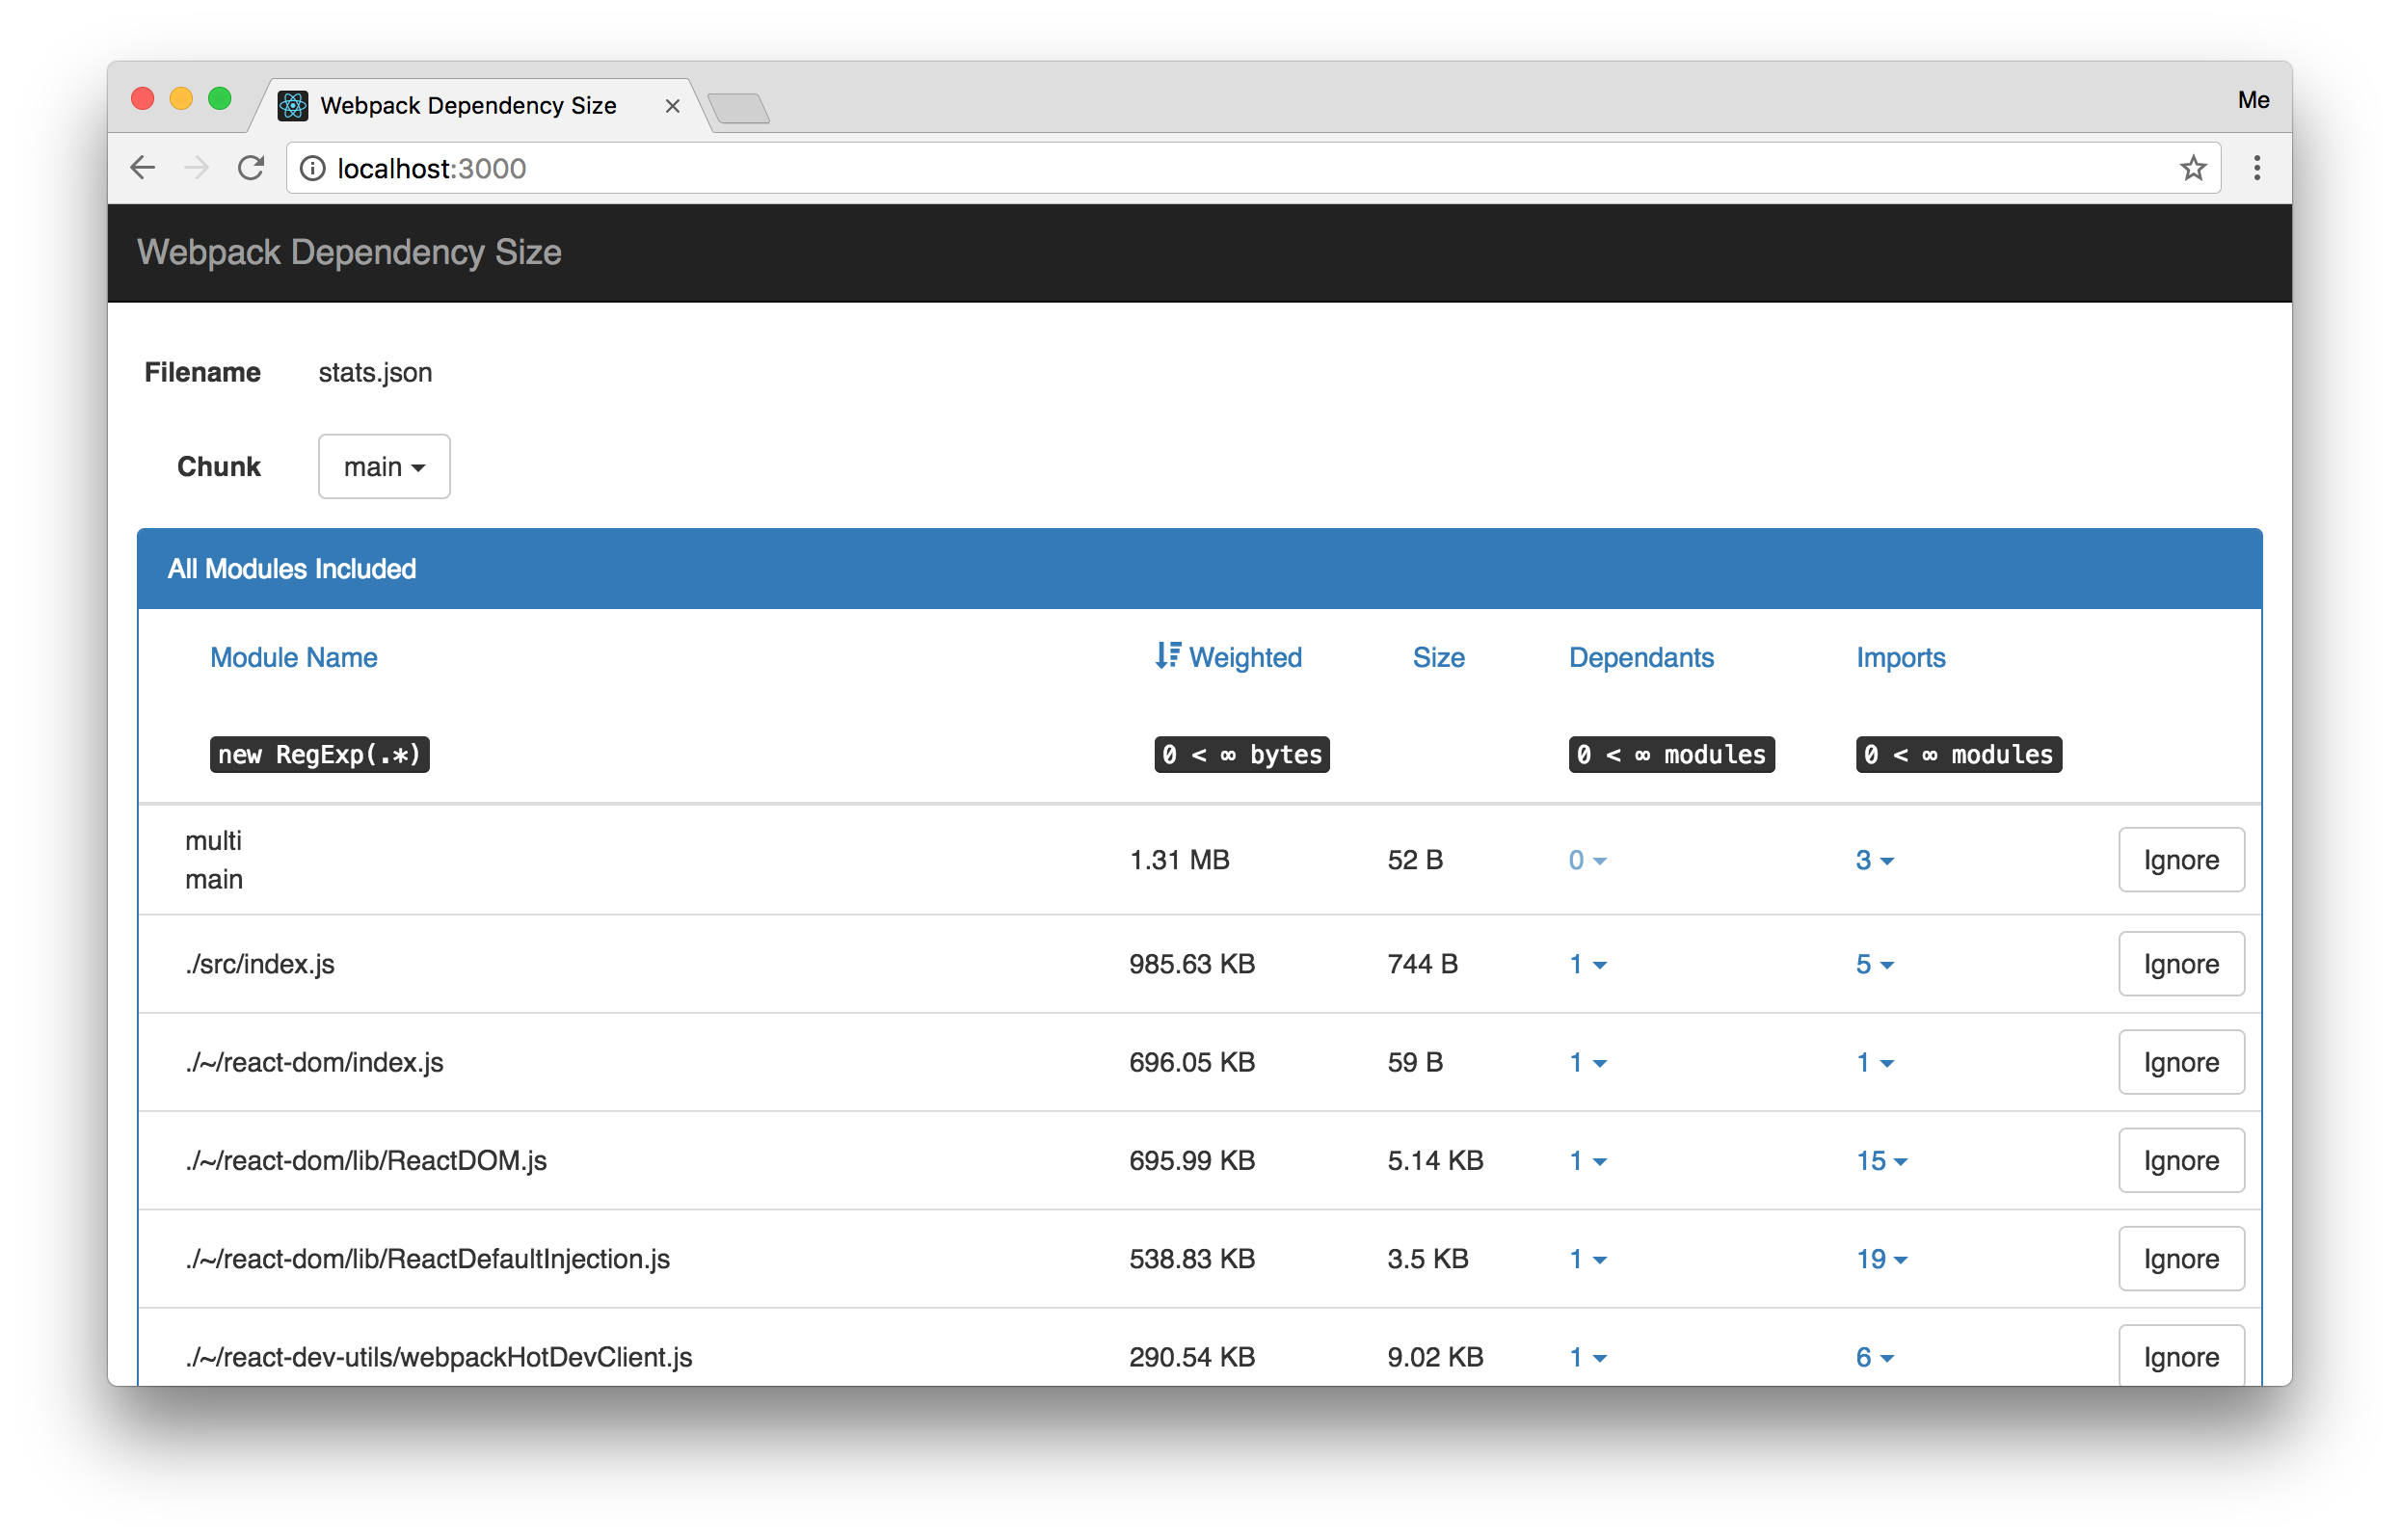 Webpack Dependency Size
Me
localhost:3000
Webpack Dependency Size
Filename stats.json
Chunk main
All Modules Included
Module Name Weighted Size Dependants Imports
new RegExp(.*) 0 < ∞ bytes 0 < ∞ modules 0 < ∞ modules
multi
main
1.31 MB 52 B 0 3 Ignore
./src/index.js 985.63 KB 744 B 1 5 Ignore
./~/react-dom/index.js 696.05 KB 59 B 1 1 Ignore
./~/react-dom/lib/ReactDOM.js 695.99 KB 5.14 KB 1 15 Ignore
./~/react-dom/lib/ReactDefaultInjection.js 538.83 KB 3.5 KB 1 19 Ignore
./~/react-dev-utils/webpackHotDevClient.js 290.54 KB 9.02 KB 1 6 Ignore